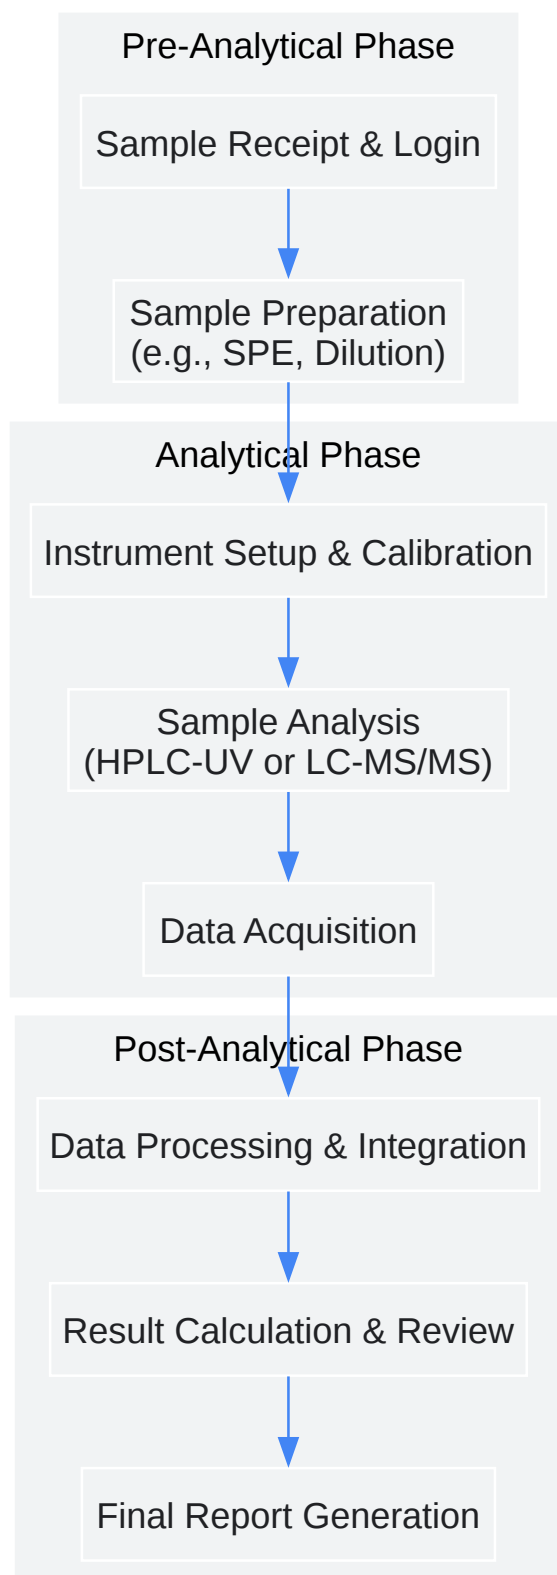 Pre-Analytical Phase
Sample Receipt & Login
Sample Preparation
(e.g., SPE, Dilution)
Analytical Phase
Instrument Setup & Calibration
Sample Analysis
(HPLC-UV or LC-MS/MS)
Data Acquisition
Post-Analytical Phase
Data Processing & Integration
Result Calculation & Review
Final Report Generation